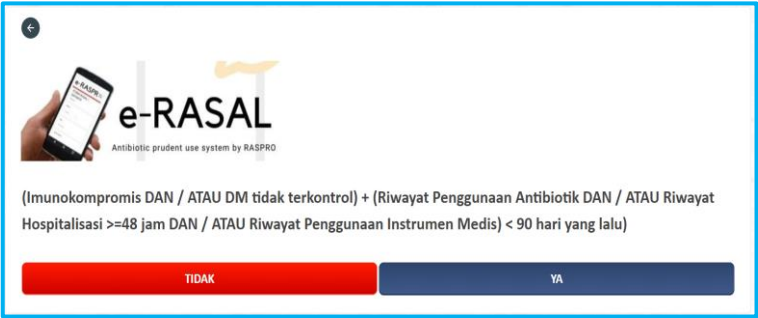 e-RASPRO
e-RASAL
Antibiotic prudent use system by RASPRO
(Imunokompromis DAN / ATAU DM tidak terkontrol) + (Riwayat Penggunaan Antibiotik DAN / ATAU Riwayat
Hospitalisasi >=48 jam DAN / ATAU Riwayat Penggunaan Instrumen Medis) < 90 hari yang lalu)
TIDAK
YA